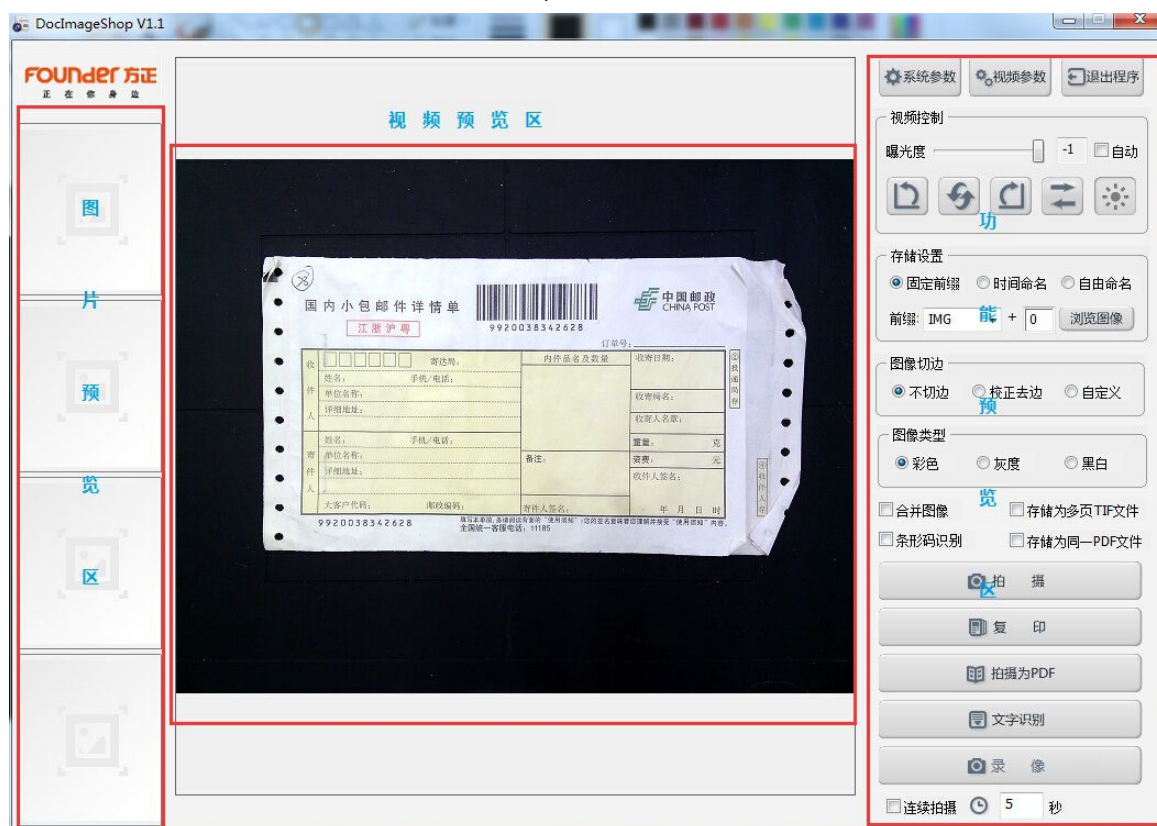 DocImageShop V1.1
FOUNDER 方正
正在你身边
图
片
预
览
区
视频预览区
国内小包邮件详情单
江浙沪粤
中国邮政
CHINA POST
9920038342628
订单号：
收件人
寄达局：
姓名：
手机/电话：
单位名称：
详细地址：
内件品名及数量
收寄日期：
收寄局名：
收寄人名章：
寄件人
姓名：
手机/电话：
单位名称：
详细地址：
大客户代码：
邮政编码：
备注：
寄件人签名：
重量：
克
资费：
元
收件人签名：
年 月 日 时
②投递局存
④收件人存
9920038342628
全国统一客服电话：11185
系统参数
视频参数
退出程序
视频控制
曝光度
-1
自动
功
能
预
览
区
存储设置
固定前缀
时间命名
自由命名
前缀: IMG + 0 浏览图像
图像切边
不切边
校正去边
自定义
图像类型
彩色
灰度
黑白
合并图像
存储为多页TIF文件
条形码识别
存储为同一PDF文件
拍 摄
复 印
拍摄为PDF
文字识别
录 像
连续拍摄 5 秒